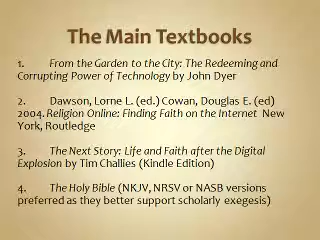 The Main Textbooks
1. From the Garden to the City: The Redeeming and
Corrupting Power of Technology by John Dyer
2. Dawson, Lorne L. (ed.) Cowan, Douglas E. (ed)
2004. Religion Online: Finding Faith on the Internet New
York, Routledge
3. The Next Story: Life and Faith after the Digital
Explosion by Tim Challies (Kindle Edition)
4. The Holy Bible (NKJV, NRSV or NASB versions
preferred as they better support scholarly exegesis)